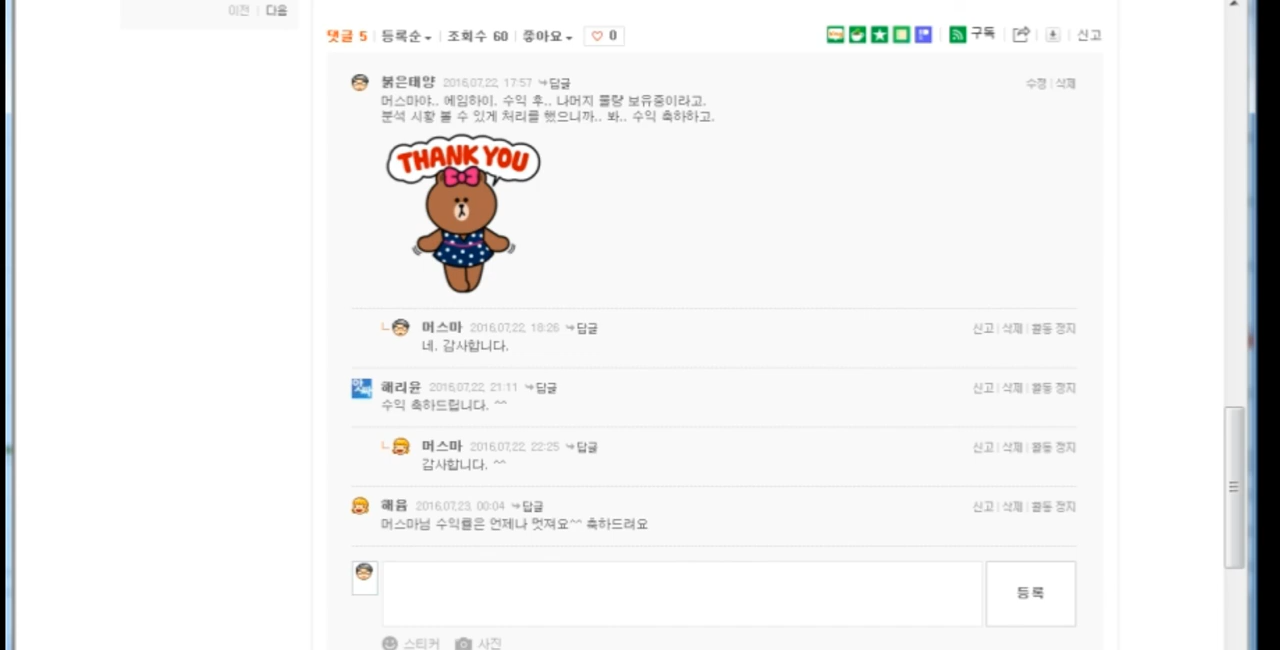 이전 | 다음
댓글 5 | 등록순 | 조회수 60 | 좋아요 0
구독 | 신고
붉은태양 2016.07.22. 17:57 답글 수정 | 삭제
머스마야.. 에임하이. 수익 후.. 나머지 물량 보유중이라고.
분석 시황 볼 수 있게 처리를 했으니까.. 봐.. 수익 축하하고.
THANK YOU
머스마 2016.07.22. 18:26 답글 신고 | 삭제 | 활동 정지
네. 감사합니다.
해리윤 2016.07.22. 21:11 답글 신고 | 삭제 | 활동 정지
수익 축하드립니다. ^^
머스마 2016.07.22. 22:25 답글 신고 | 삭제 | 활동 정지
감사합니다. ^^
해음 2016.07.23. 00:04 답글 신고 | 삭제 | 활동 정지
머스마님 수익률은 언제나 멋져요^^ 축하드려요
등록
스티커 사진